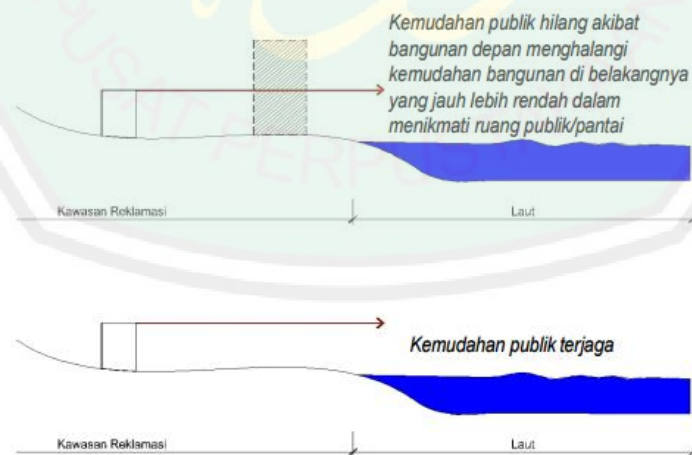 Kemudahan publik hilang akibat
bangunan depan menghalangi
kemudahan bangunan di belakangnya
yang jauh lebih rendah dalam
menikmati ruang publik/pantai
Kawasan Reklamasi
Laut
Kemudahan publik terjaga
Kawasan Reklamasi
Laut